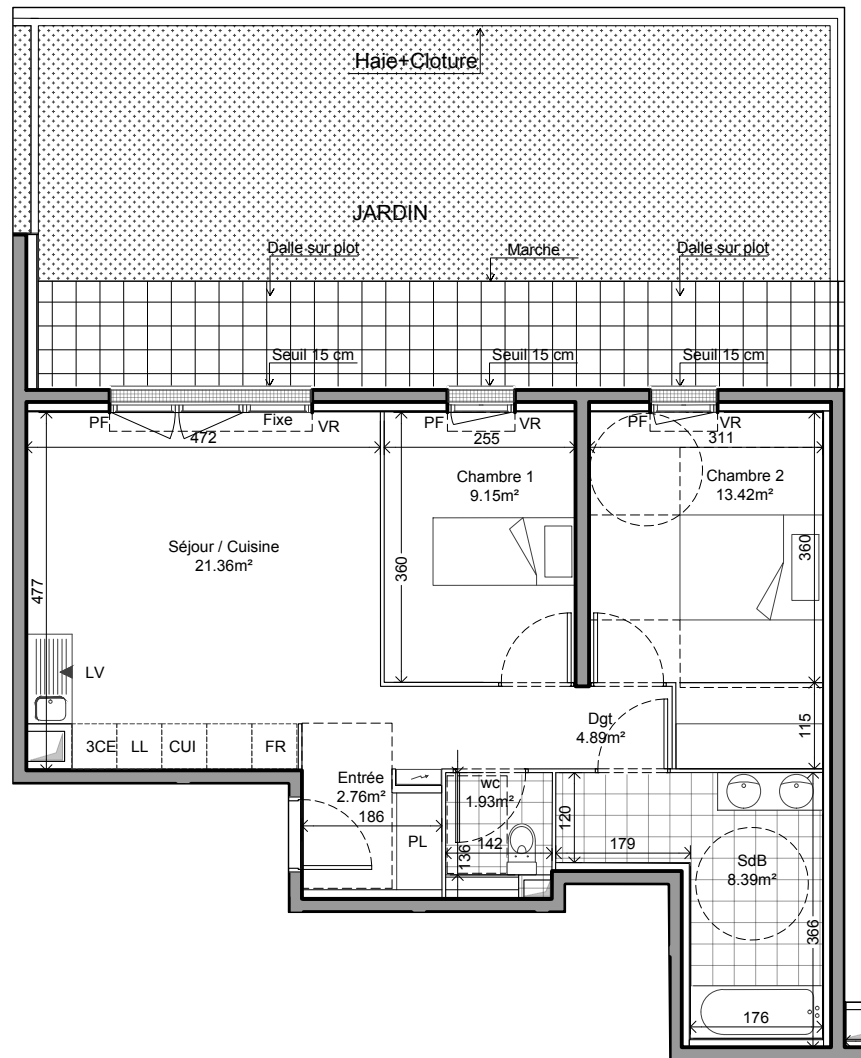 Haie+Cloture
JARDIN
Dalle sur plot
Marche
Dalle sur plot
Seuil 15 cm
Seuil 15 cm
Seuil 15 cm
PF
Fixe
VR
PF
VR
PF
VR
472
255
311
Chambre 1
9.15m²
Chambre 2
13.42m²
Séjour / Cuisine
21.36m²
477
360
360
LV
Dgt
4.89m²
115
3CE
LL
CUI
FR
Entrée
2.76m²
wc
1.93m²
186
PL
142
136
120
179
SdB
8.39m²
366
176